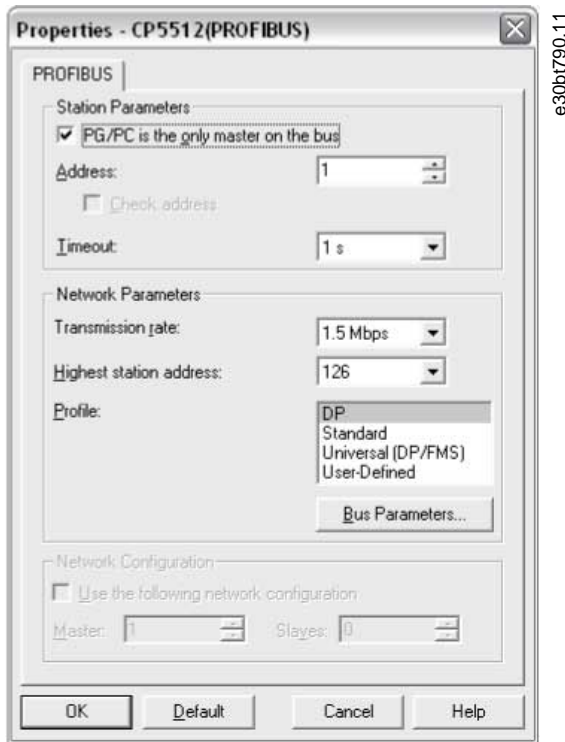 Properties - CP5512(PROFIBUS)
e30bt790.11
PROFIBUS
Station Parameters
PG/PC is the only master on the bus
Address: 1
Check address
Timeout: 1 s
Network Parameters
Transmission rate: 1.5 Mbps
Highest station address: 126
Profile: DP
Standard
Universal (DP/FMS)
User-Defined
Bus Parameters...
Network Configuration
Use the following network configuration
Master: 1 Slaves: 0
OK Default Cancel Help